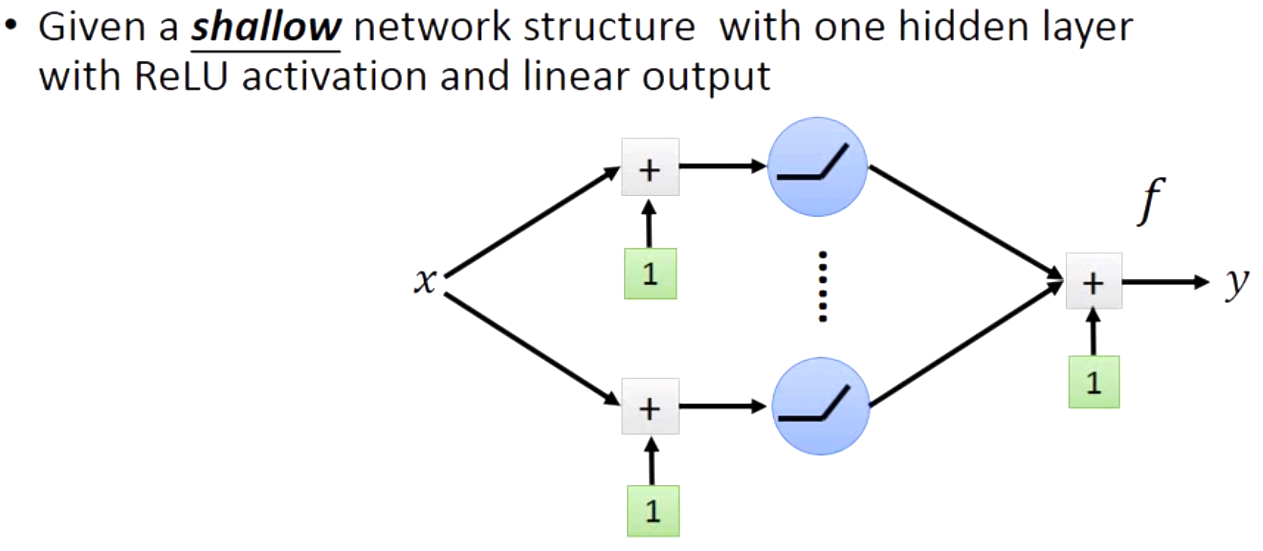 • Given a shallow network structure with one hidden layer
with ReLU activation and linear output
+
f
1
x
+
y
+
1
1